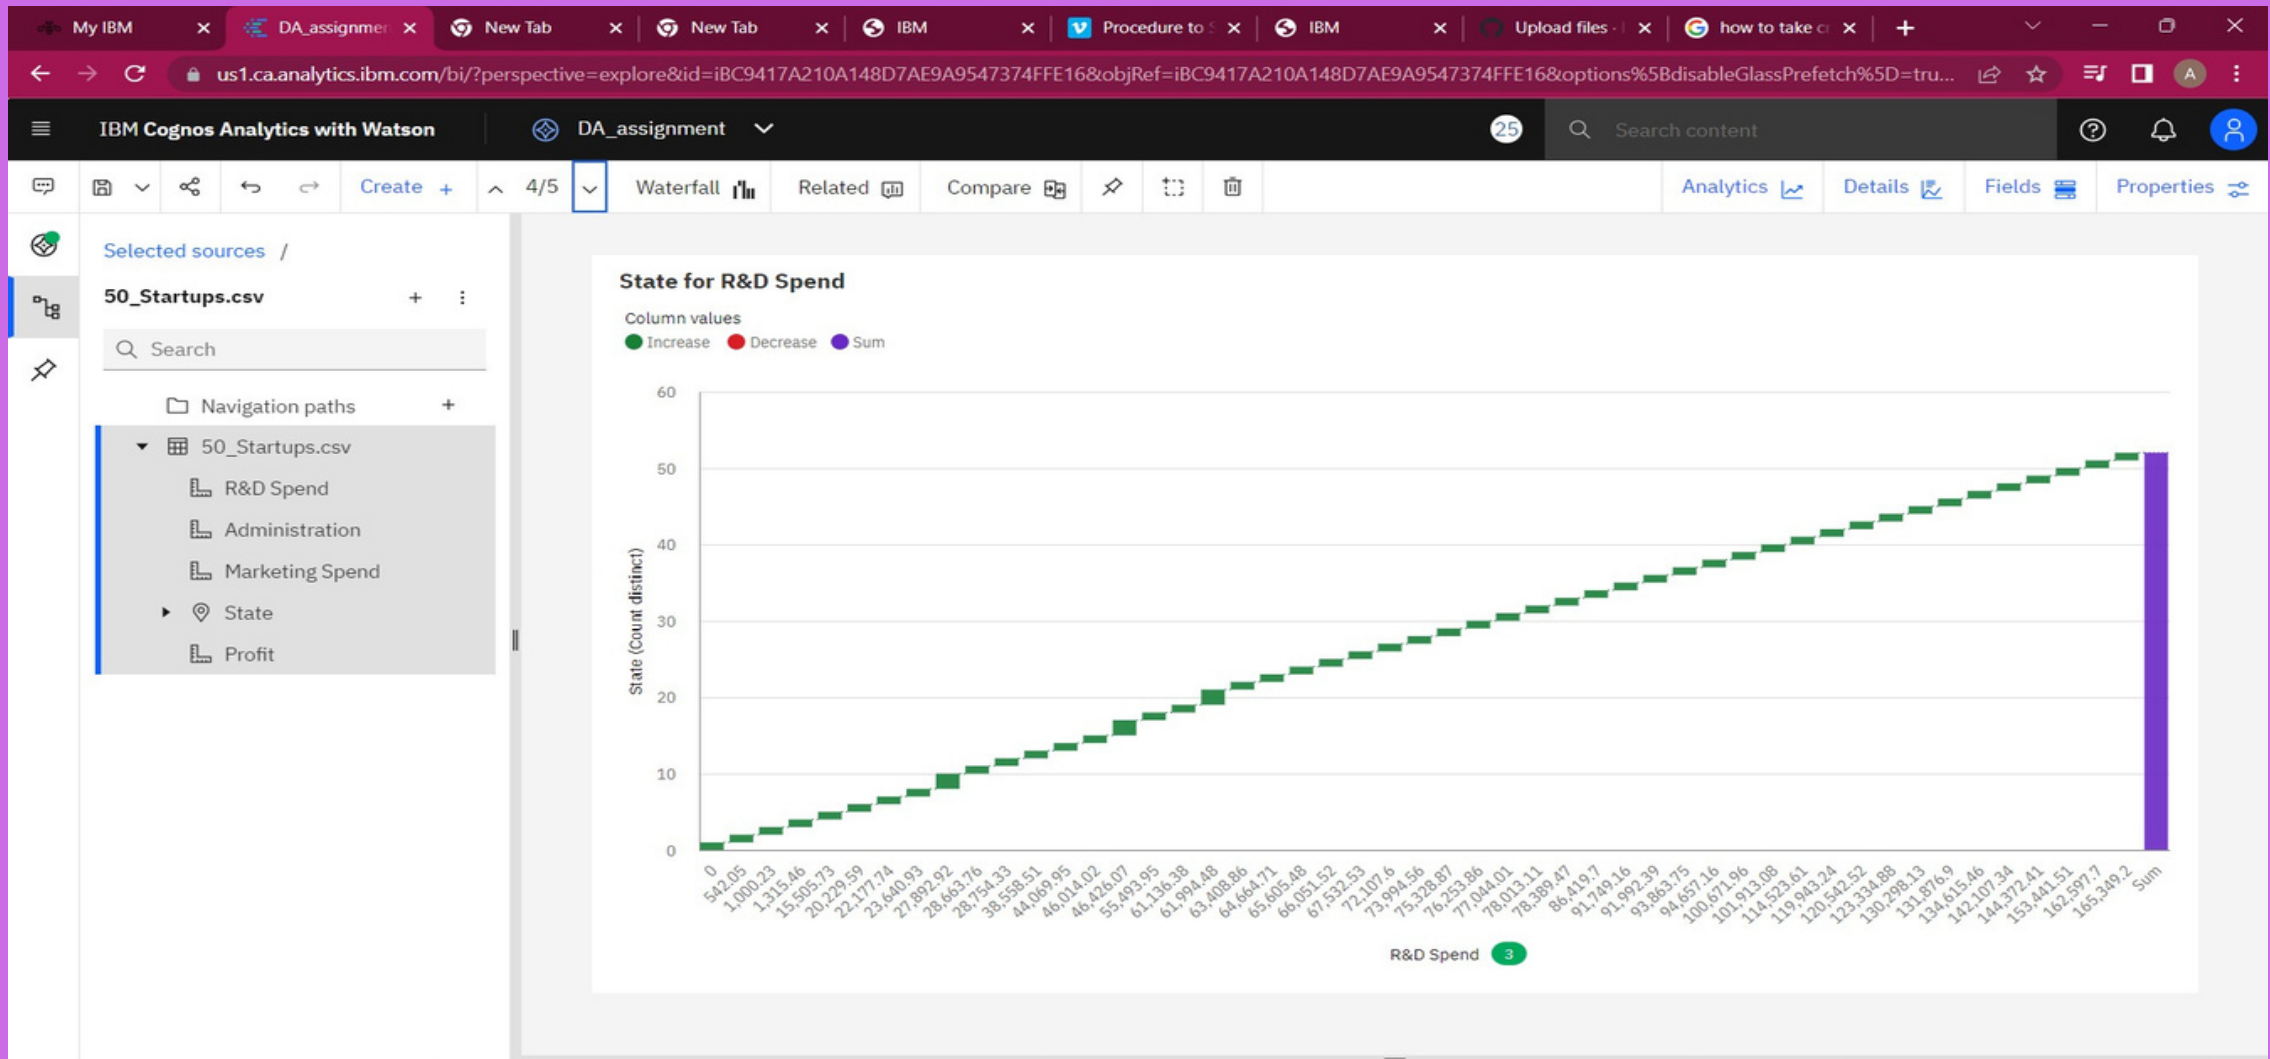 My IBM
DA_assignmen
New Tab
New Tab
IBM
Procedure to S
IBM
Upload files - I
how to take cr
us1.ca.analytics.ibm.com/bi/?perspective=explore&id=iBC9417A210A148D7AE9A9547374FFE16&objRef=iBC9417A210A148D7AE9A9547374FFE16&options%5BdisableGlassPrefetch%5D=tru...
A
IBM Cognos Analytics with Watson
DA_assignment
25
Search content
Create +
4/5
Waterfall
Related
Compare
Analytics
Details
Fields
Properties
Selected sources /
50_Startups.csv
Search
Navigation paths
50_Startups.csv
R&D Spend
Administration
Marketing Spend
State
Profit
State for R&D Spend
Column values
Increase Decrease Sum
60
50
40
30
20
10
0
State (Count distinct)
0
542.05
1,000.23
1,315.46
15,505.73
20,229.59
22,177.74
23,640.93
27,892.92
28,663.76
28,754.33
38,558.51
44,069.95
46,014.02
46,426.07
55,493.95
61,136.38
61,994.48
63,408.86
64,664.71
65,605.48
66,051.52
67,532.53
72,107.6
73,994.56
75,328.87
76,253.86
77,044.01
78,013.11
78,389.47
86,419.7
91,749.16
91,992.39
93,863.75
94,657.16
100,671.96
101,913.08
114,523.61
119,943.24
120,542.52
123,334.88
130,298.13
131,876.9
134,615.46
142,107.34
144,372.41
153,441.51
162,597.7
165,349.2
Sum
R&D Spend 3